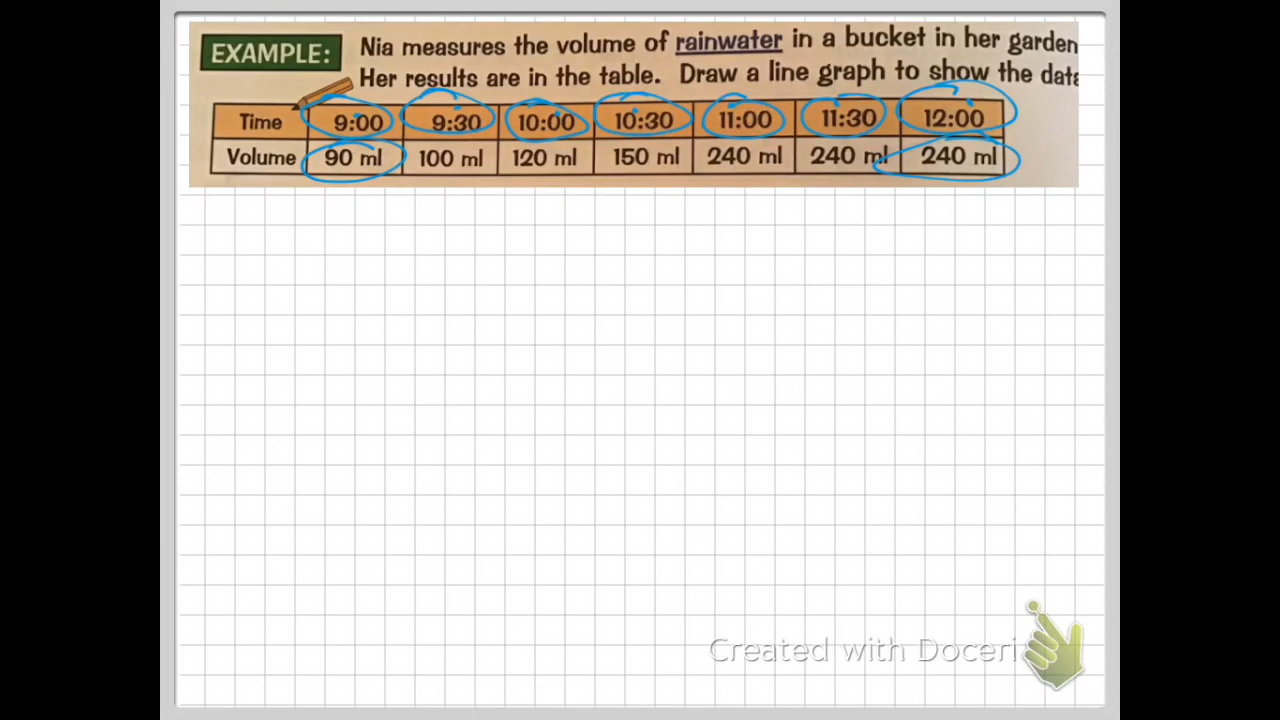 EXAMPLE: Nia measures the volume of rainwater in a bucket in her garden
Her results are in the table. Draw a line graph to show the data
Time 9:00 9:30 10:00 10:30 11:00 11:30 12:00
Volume 90 ml 100 ml 120 ml 150 ml 240 ml 240 ml 240 ml
Created with Doceri